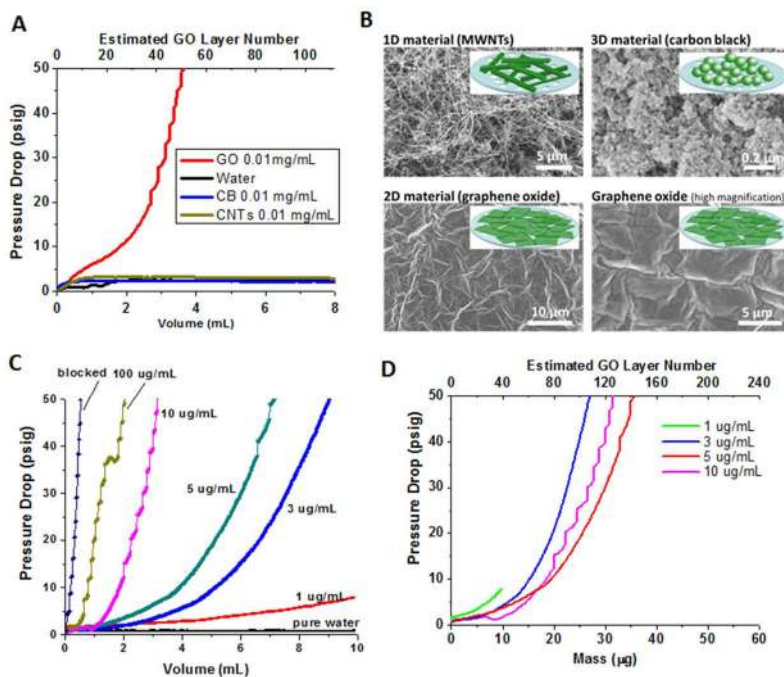 A
Estimated GO Layer Number
0 20 40 60 80 100
Pressure Drop (psig)
50
40
30
20
10
0
GO 0.01mg/mL
Water
CB 0.01 mg/mL
CNTs 0.01 mg/mL
0 2 4 6 8
Volume (mL)
B
1D material (MWNTs)
5 µm
3D material (carbon black)
0.2 µm
2D material (graphene oxide)
10 µm
Graphene oxide (high magnification)
5 µm
C
Pressure Drop (psig)
50
40
30
20
10
0
blocked 100 ug/mL
10 ug/mL
5 ug/mL
3 ug/mL
1 ug/mL
pure water
0 2 4 6 8 10
Volume (mL)
D
Estimated GO Layer Number
0 40 80 120 160 200 240
Pressure Drop (psig)
50
40
30
20
10
0
1 ug/mL
3 ug/mL
5 ug/mL
10 ug/mL
0 10 20 30 40 50 60
Mass (µg)